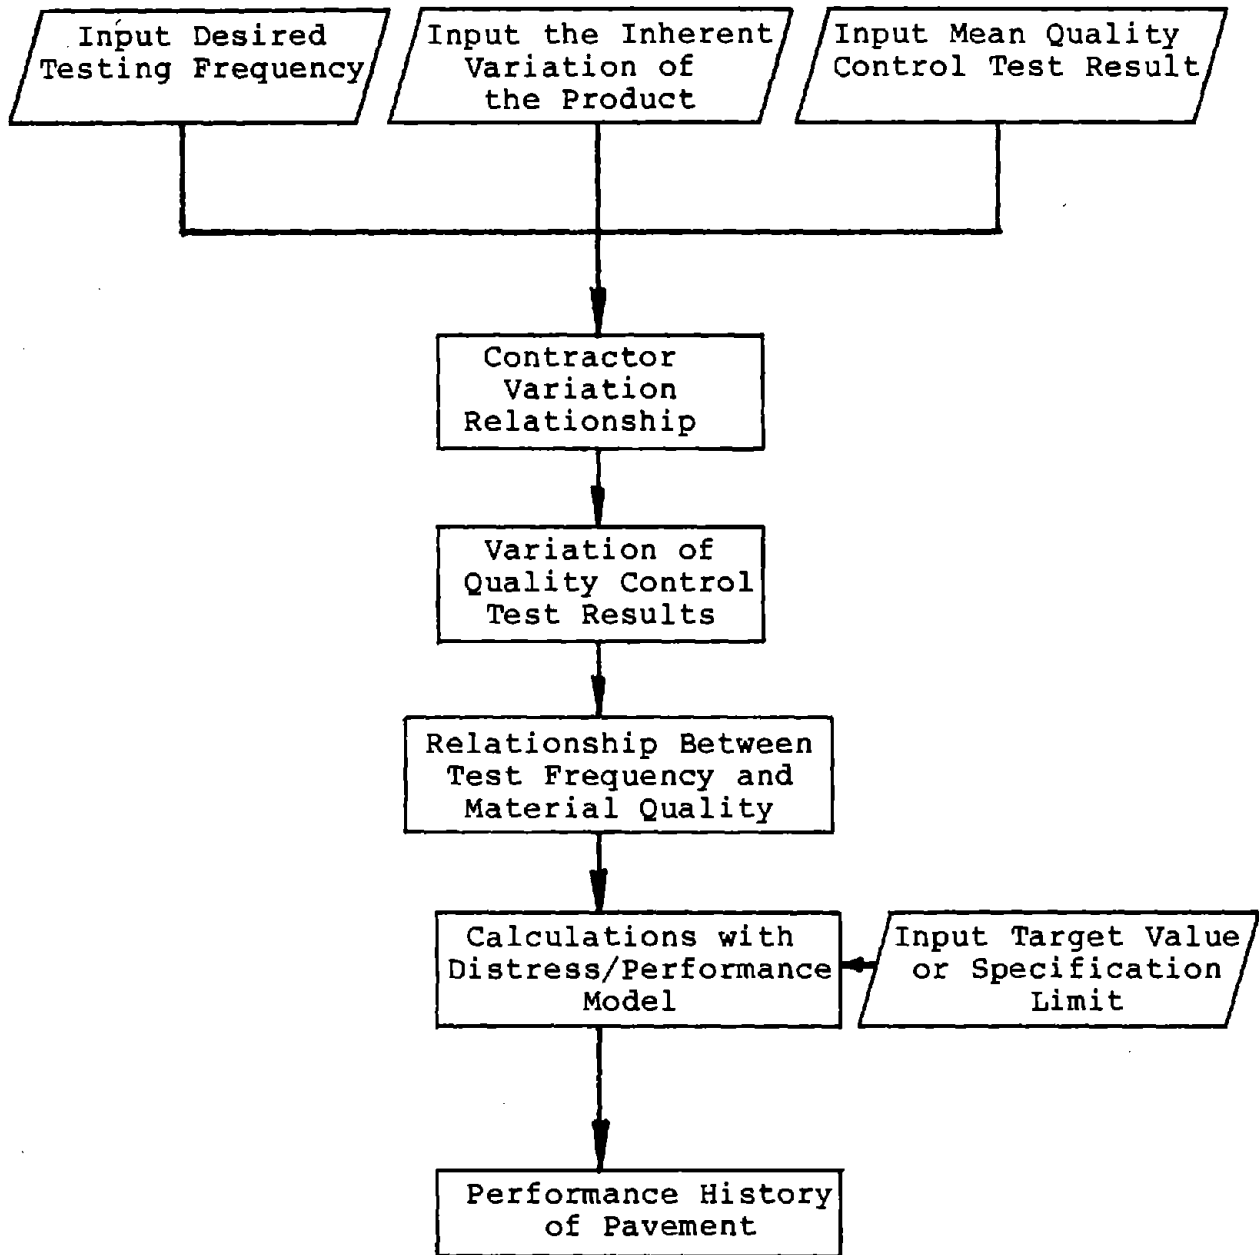 Input Desired
Testing Frequency
Input the Inherent
Variation of
the Product
Input Mean Quality
Control Test Result
Contractor
Variation
Relationship
Variation of
Quality Control
Test Results
Relationship Between
Test Frequency and
Material Quality
Calculations with
Distress/Performance
Model
Input Target Value
or Specification
Limit
Performance History
of Pavement